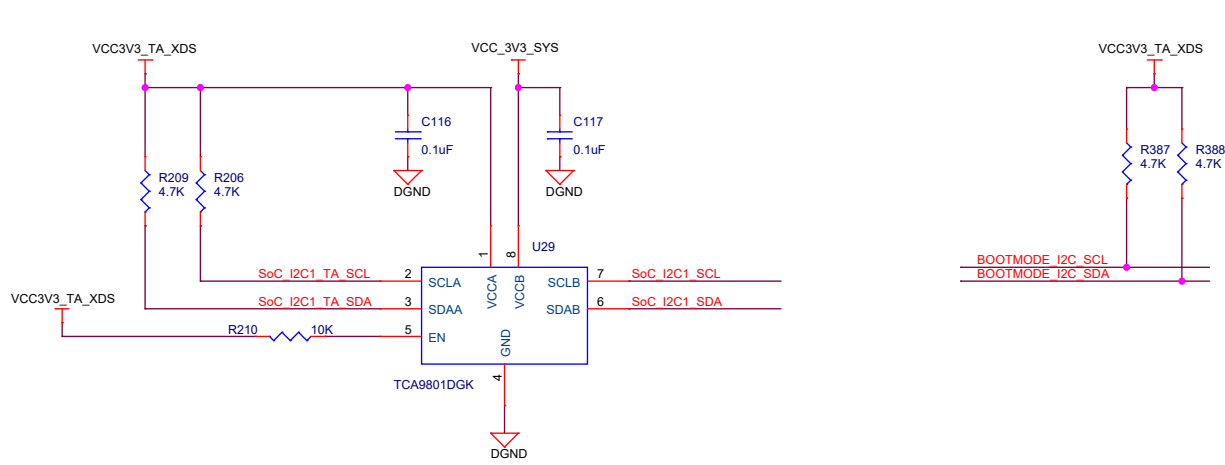 VCC3V3_TA_XDS
VCC_3V3_SYS
VCC3V3_TA_XDS
C116
0.1uF
C117
0.1uF
DGND
DGND
R209
4.7K
R206
4.7K
R387
4.7K
R388
4.7K
U29
1
8
SoC_I2C1_TA_SCL
2
SCLA
VCCA
VCCB
SCLB
7
SoC_I2C1_SCL
BOOTMODE_I2C_SCL
BOOTMODE_I2C_SDA
VCC3V3_TA_XDS
SoC_I2C1_TA_SDA
3
SDAA
SDAB
6
SoC_I2C1_SDA
R210
10K
5
EN
GND
4
TCA9801DGK
DGND